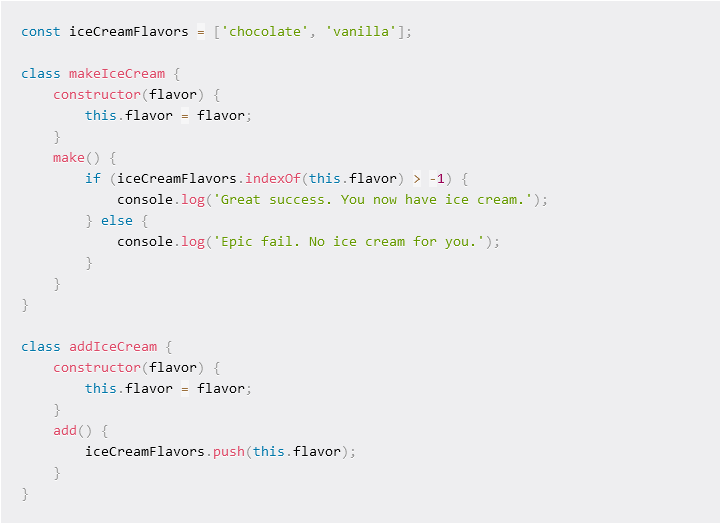 const iceCreamFlavors = ['chocolate', 'vanilla'];

class makeIceCream {
    constructor(flavor) {
        this.flavor = flavor;
    }
    make() {
        if (iceCreamFlavors.indexOf(this.flavor) > -1) {
            console.log('Great success. You now have ice cream.');
        } else {
            console.log('Epic fail. No ice cream for you.');
        }
    }
}

class addIceCream {
    constructor(flavor) {
        this.flavor = flavor;
    }
    add() {
        iceCreamFlavors.push(this.flavor);
    }
}